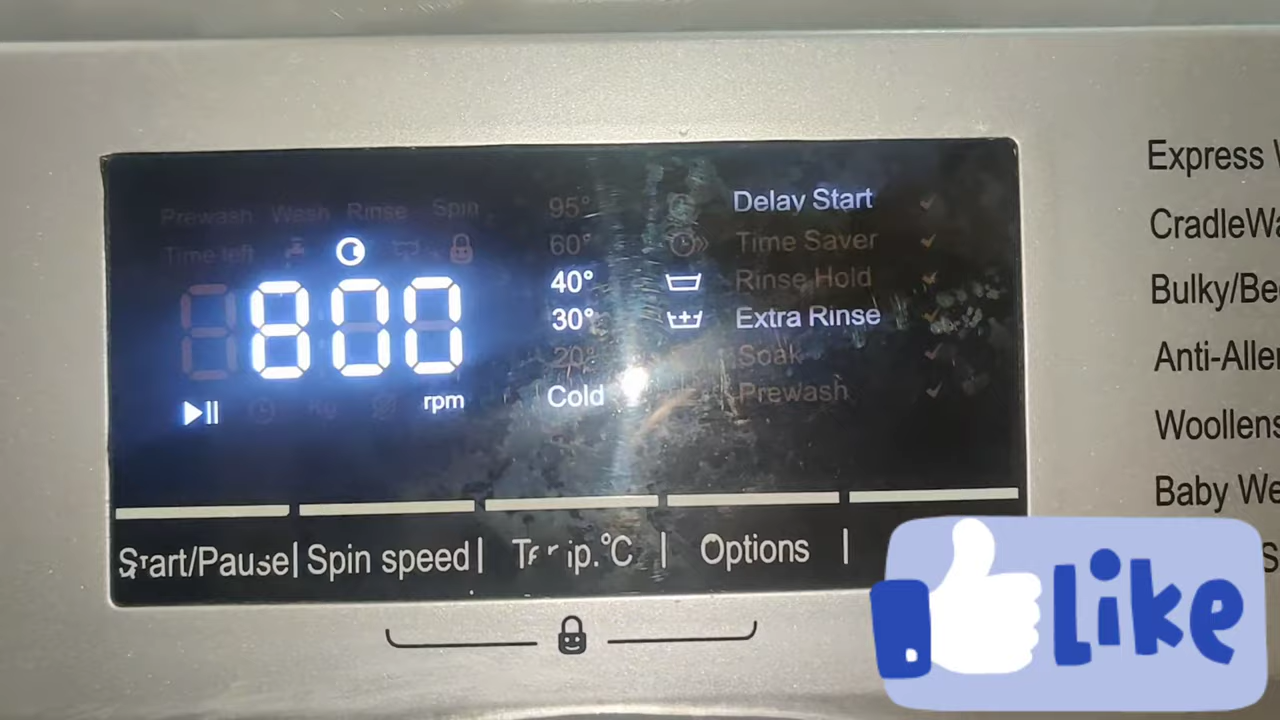 Prewash Wash Rinse Spin
Time left
800
rpm
Kg
95°
60°
40°
30°
20°
Cold
Delay Start
Time Saver
Rinse Hold
Extra Rinse
Soak
Prewash
Start/Pause| Spin speed| Temp.°C | Options |
Express W
CradleWa
Bulky/Be
Anti-Aller
Woollens
Baby We
S
Like